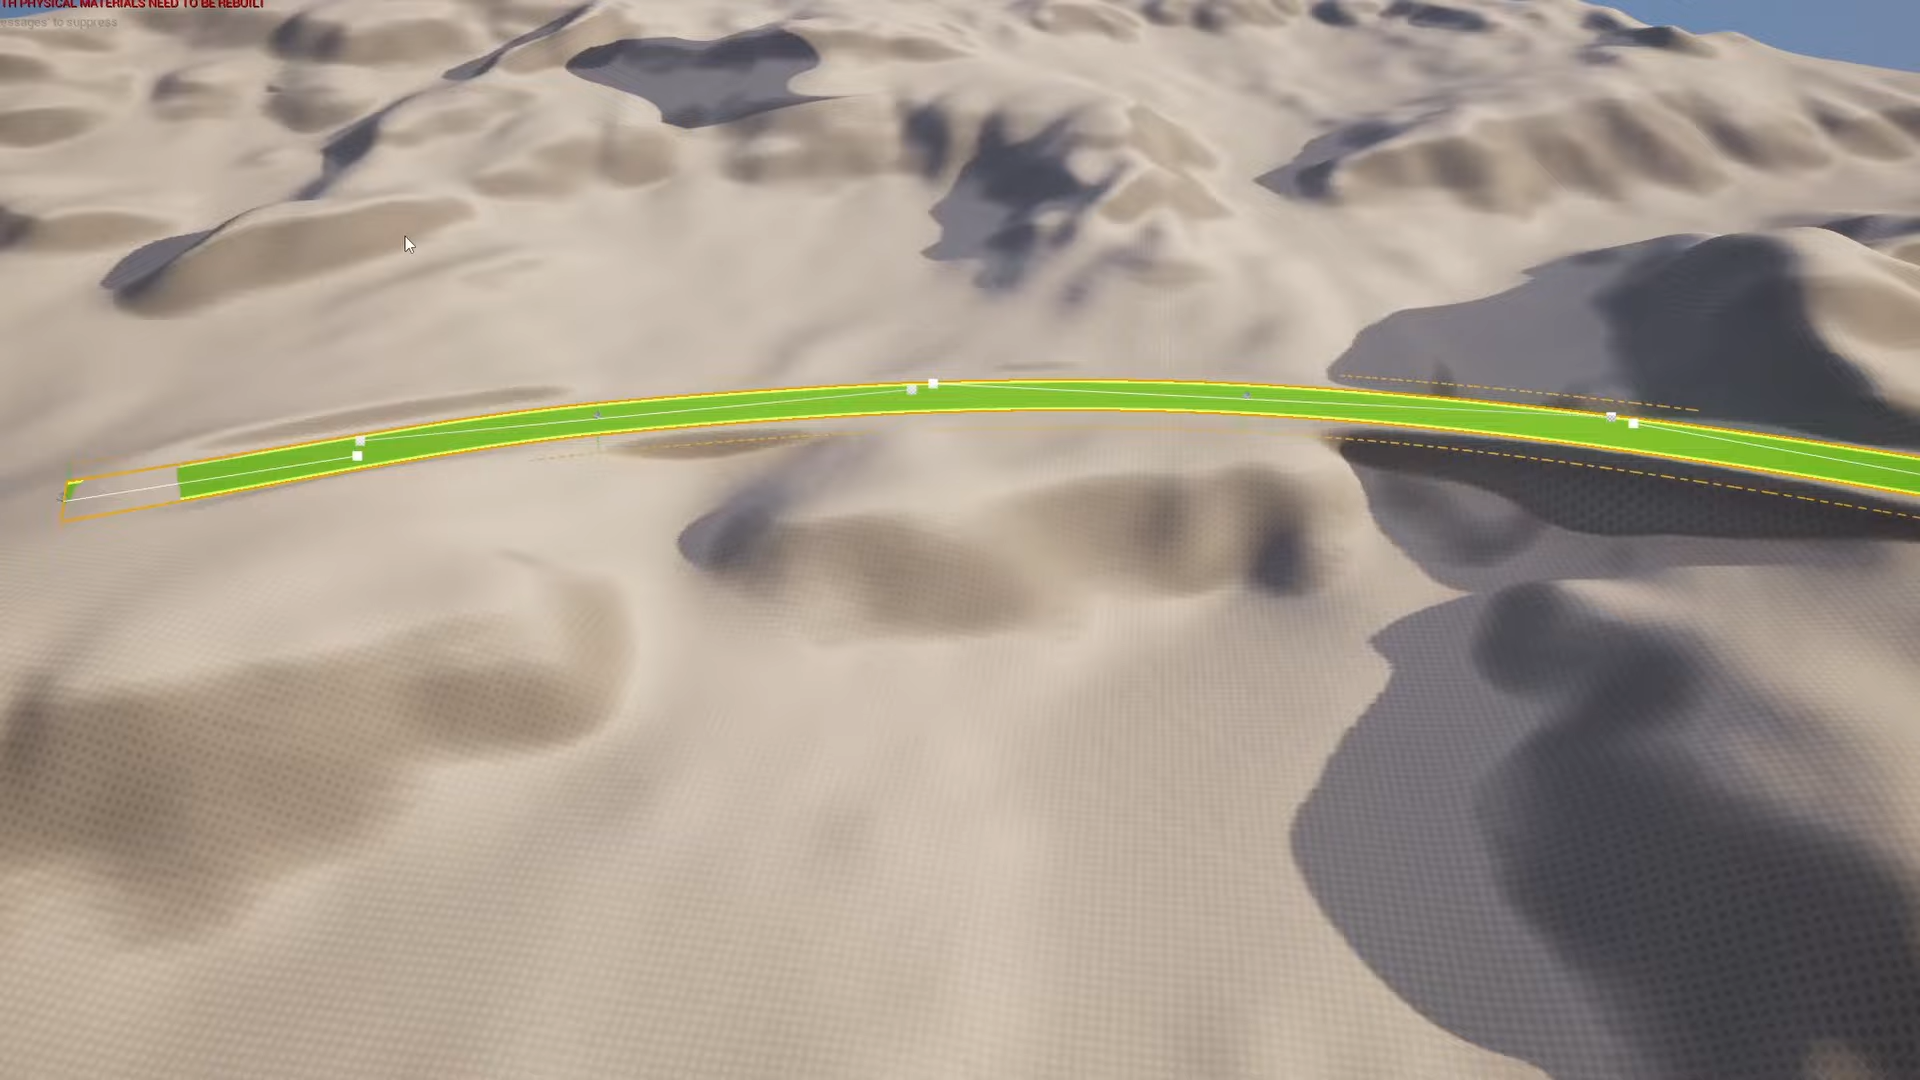 TH PHYSICAL MATERIALS NEED TO BE REBUILT
essages' to suppress